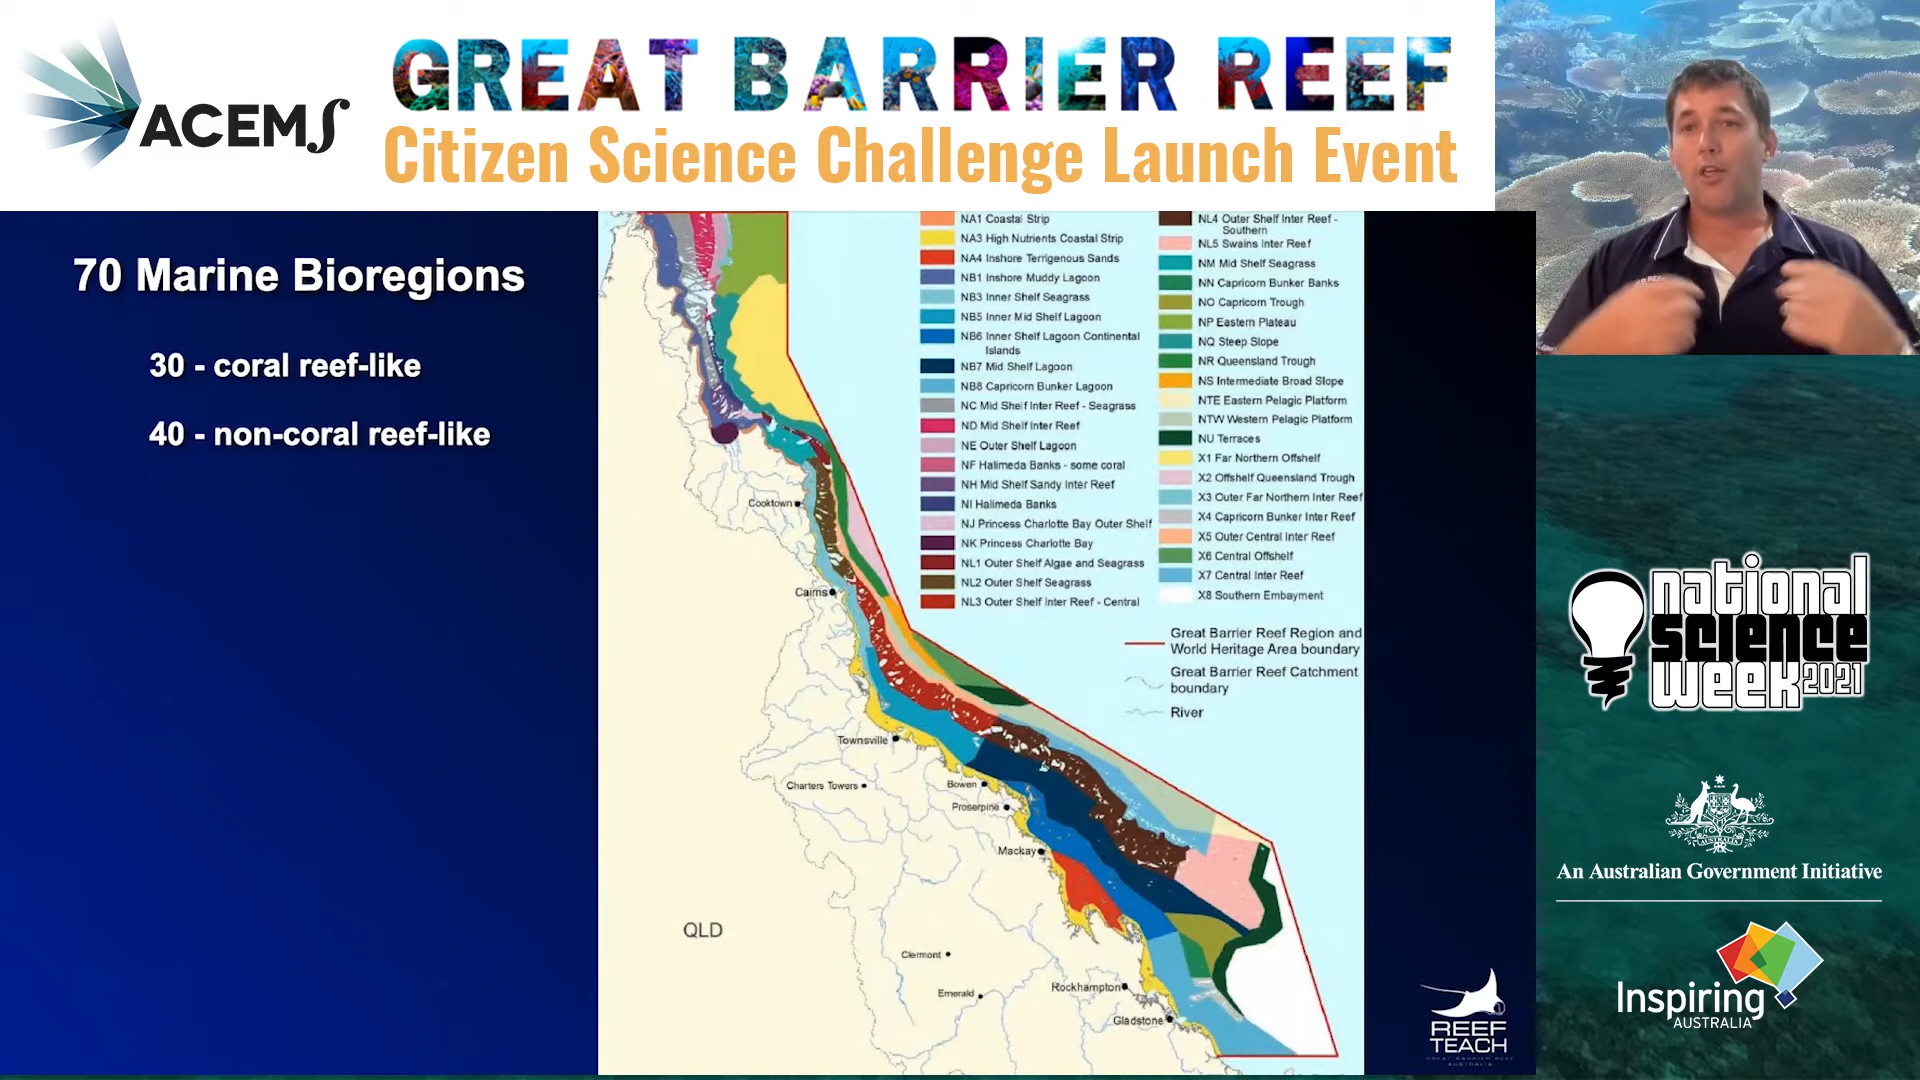 ACEMS
GREAT BARRIER REEF
Citizen Science Challenge Launch Event
70 Marine Bioregions
30 - coral reef-like
40 - non-coral reef-like
NA1 Coastal Strip
NA3 High Nutrients Coastal Strip
NA4 Inshore Terrigenous Sands
NB1 Inshore Muddy Lagoon
NB3 Inner Shelf Seagrass
NB5 Inner Mid Shelf Lagoon
NB6 Inner Shelf Lagoon Continental
Islands
NB7 Mid Shelf Lagoon
NB8 Capricorn Bunker Lagoon
NC Mid Shelf Inter Reef - Seagrass
ND Mid Shelf Inter Reef
NE Outer Shelf Lagoon
NF Halimeda Banks - some coral
NH Mid Shelf Sandy Inter Reef
NI Halimeda Banks
NJ Princess Charlotte Bay Outer Shelf
NK Princess Charlotte Bay
NL1 Outer Shelf Algae and Seagrass
NL2 Outer Shelf Seagrass
NL3 Outer Shelf Inter Reef - Central
NL4 Outer Shelf Inter Reef -
Southern
NL5 Swains Inter Reef
NM Mid Shelf Seagrass
NN Capricorn Bunker Banks
NO Capricorn Trough
NP Eastern Plateau
NQ Steep Slope
NR Queensland Trough
NS Intermediate Broad Slope
NTE Eastern Pelagic Platform
NTW Western Pelagic Platform
NU Terraces
X1 Far Northern Offshelf
X2 Offshelf Queensland Trough
X3 Outer Far Northern Inter Reef
X4 Capricorn Bunker Inter Reef
X5 Outer Central Inter Reef
X6 Central Offshelf
X7 Central Inter Reef
X8 Southern Embayment
Great Barrier Reef Region and
World Heritage Area boundary
Great Barrier Reef Catchment
boundary
River
Cooktown
Cairns
Townsville
Charters Towers
Bowen
Proserpine
Mackay
QLD
Clermont
Emerald
Rockhampton
Gladstone
REEF
TEACH
GREAT BARRIER REEF
AUSTRALIA
national
science
week 2021
An Australian Government Initiative
Inspiring
AUSTRALIA